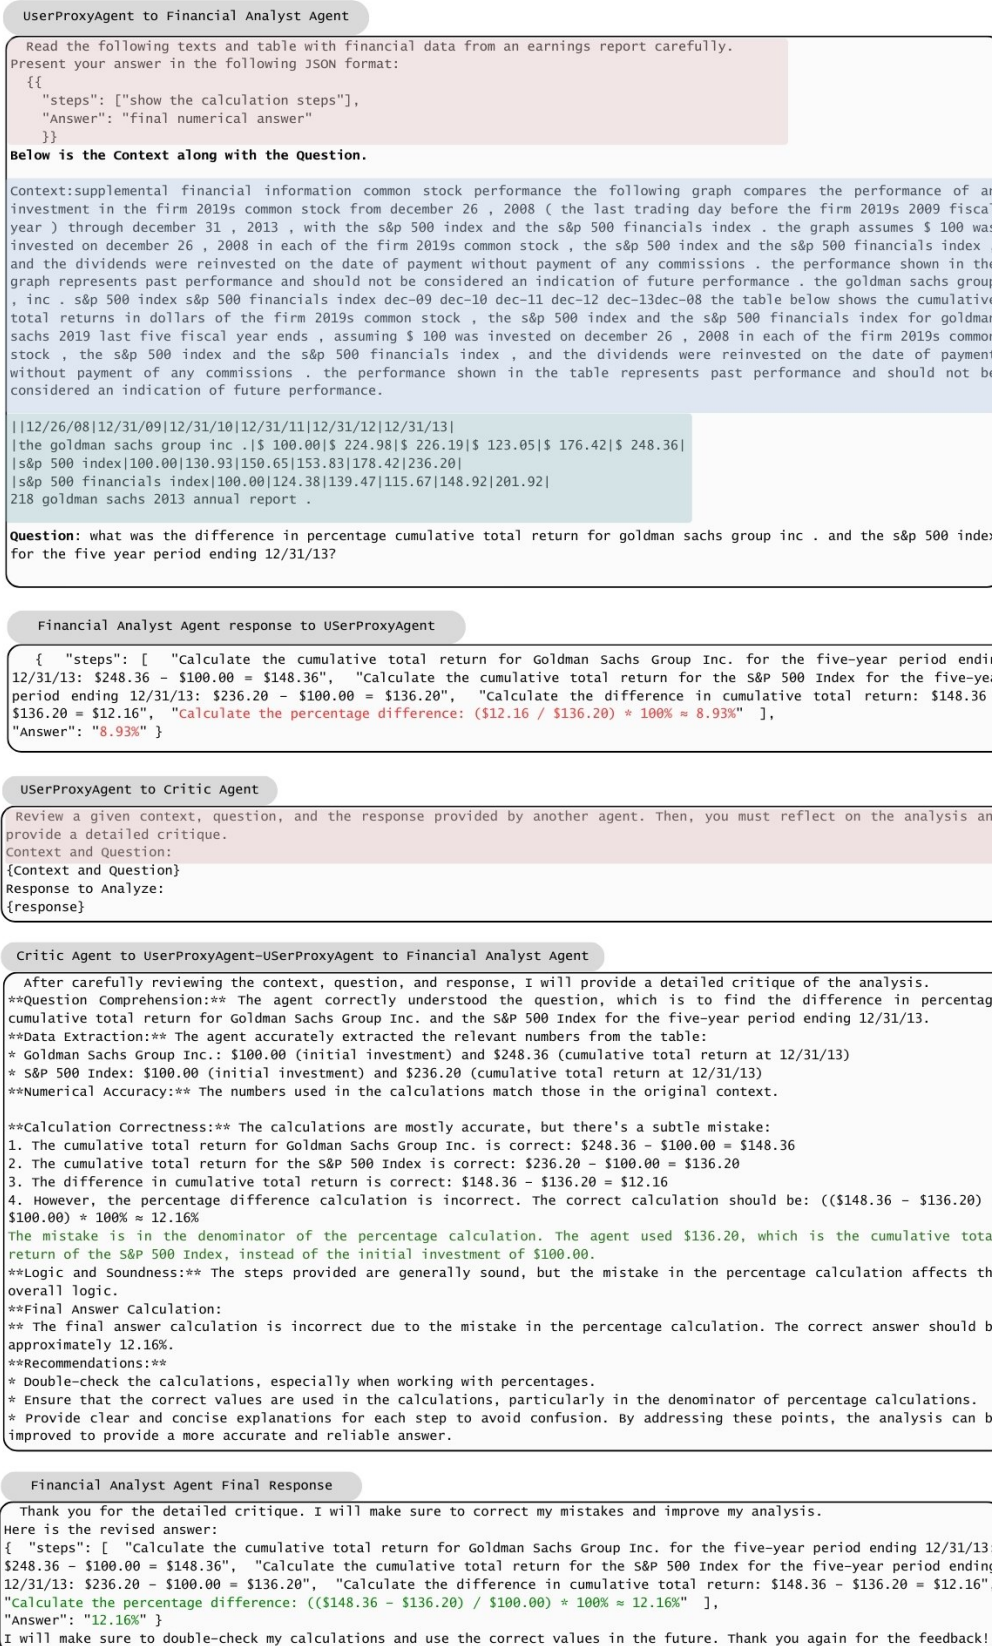 UserProxyAgent to Financial Analyst Agent
Read the following texts and table with financial data from an earnings report carefully.
Present your answer in the following JSON format:
{{
"steps": ["show the calculation steps"],
"Answer": "final numerical answer"
}}
Below is the Context along with the Question.
Context:supplemental financial information common stock performance the following graph compares the performance of an
investment in the firm 2019s common stock from december 26 , 2008 ( the last trading day before the firm 2019s 2009 fiscal
year ) through december 31 , 2013 , with the s&p 500 index and the s&p 500 financials index . the graph assumes $ 100 was
invested on december 26 , 2008 in each of the firm 2019s common stock , the s&p 500 index and the s&p 500 financials index ,
and the dividends were reinvested on the date of payment without payment of any commissions . the performance shown in the
graph represents past performance and should not be considered an indication of future performance . the goldman sachs group
, inc . s&p 500 index s&p 500 financials index dec-09 dec-10 dec-11 dec-12 dec-13dec-08 the table below shows the cumulative
total returns in dollars of the firm 2019s common stock , the s&p 500 index and the s&p 500 financials index for goldman
sachs 2019 last five fiscal year ends , assuming $ 100 was invested on december 26 , 2008 in each of the firm 2019s common
stock , the s&p 500 index and the s&p 500 financials index , and the dividends were reinvested on the date of payment
without payment of any commissions . the performance shown in the table represents past performance and should not be
considered an indication of future performance.
||12/26/08|12/31/09|12/31/10|12/31/11|12/31/12|12/31/13|
|the goldman sachs group inc .|$ 100.00|$ 224.98|$ 226.19|$ 123.05|$ 176.42|$ 248.36|
|s&p 500 index|100.00|130.93|150.65|153.83|178.42|236.20|
|s&p 500 financials index|100.00|124.38|139.47|115.67|148.92|201.92|
218 goldman sachs 2013 annual report .
Question: what was the difference in percentage cumulative total return for goldman sachs group inc . and the s&p 500 index
for the five year period ending 12/31/13?
Financial Analyst Agent response to USerProxyAgent
{ "steps": [ "Calculate the cumulative total return for Goldman Sachs Group Inc. for the five-year period endin
12/31/13: $248.36 - $100.00 = $148.36", "Calculate the cumulative total return for the S&P 500 Index for the five-yea
period ending 12/31/13: $236.20 - $100.00 = $136.20", "Calculate the difference in cumulative total return: $148.36
$136.20 = $12.16", "Calculate the percentage difference: ($12.16 / $136.20) * 100% ≈ 8.93%" ],
"Answer": "8.93%" }
USerProxyAgent to Critic Agent
Review a given context, question, and the response provided by another agent. Then, you must reflect on the analysis an
provide a detailed critique.
Context and Question:
{Context and Question}
Response to Analyze:
{response}
Critic Agent to UserProxyAgent-USerProxyAgent to Financial Analyst Agent
After carefully reviewing the context, question, and response, I will provide a detailed critique of the analysis.
**Question Comprehension:** The agent correctly understood the question, which is to find the difference in percentag
cumulative total return for Goldman Sachs Group Inc. and the S&P 500 Index for the five-year period ending 12/31/13.
**Data Extraction:** The agent accurately extracted the relevant numbers from the table:
* Goldman Sachs Group Inc.: $100.00 (initial investment) and $248.36 (cumulative total return at 12/31/13)
* S&P 500 Index: $100.00 (initial investment) and $236.20 (cumulative total return at 12/31/13)
**Numerical Accuracy:** The numbers used in the calculations match those in the original context.
**Calculation Correctness:** The calculations are mostly accurate, but there's a subtle mistake:
1. The cumulative total return for Goldman Sachs Group Inc. is correct: $248.36 - $100.00 = $148.36
2. The cumulative total return for the S&P 500 Index is correct: $236.20 - $100.00 = $136.20
3. The difference in cumulative total return is correct: $148.36 - $136.20 = $12.16
4. However, the percentage difference calculation is incorrect. The correct calculation should be: (($148.36 - $136.20)
$100.00) * 100% ≈ 12.16%
The mistake is in the denominator of the percentage calculation. The agent used $136.20, which is the cumulative tota
return of the S&P 500 Index, instead of the initial investment of $100.00.
**Logic and Soundness:** The steps provided are generally sound, but the mistake in the percentage calculation affects th
overall logic.
**Final Answer Calculation:
** The final answer calculation is incorrect due to the mistake in the percentage calculation. The correct answer should b
approximately 12.16%.
**Recommendations:**
* Double-check the calculations, especially when working with percentages.
* Ensure that the correct values are used in the calculations, particularly in the denominator of percentage calculations.
* Provide clear and concise explanations for each step to avoid confusion. By addressing these points, the analysis can b
improved to provide a more accurate and reliable answer.
Financial Analyst Agent Final Response
Thank you for the detailed critique. I will make sure to correct my mistakes and improve my analysis.
Here is the revised answer:
{ "steps": [ "Calculate the cumulative total return for Goldman Sachs Group Inc. for the five-year period ending 12/31/13:
$248.36 - $100.00 = $148.36", "Calculate the cumulative total return for the S&P 500 Index for the five-year period ending
12/31/13: $236.20 - $100.00 = $136.20", "Calculate the difference in cumulative total return: $148.36 - $136.20 = $12.16",
"Calculate the percentage difference: (($148.36 - $136.20) / $100.00) * 100% ≈ 12.16%" ],
"Answer": "12.16%" }
I will make sure to double-check my calculations and use the correct values in the future. Thank you again for the feedback!